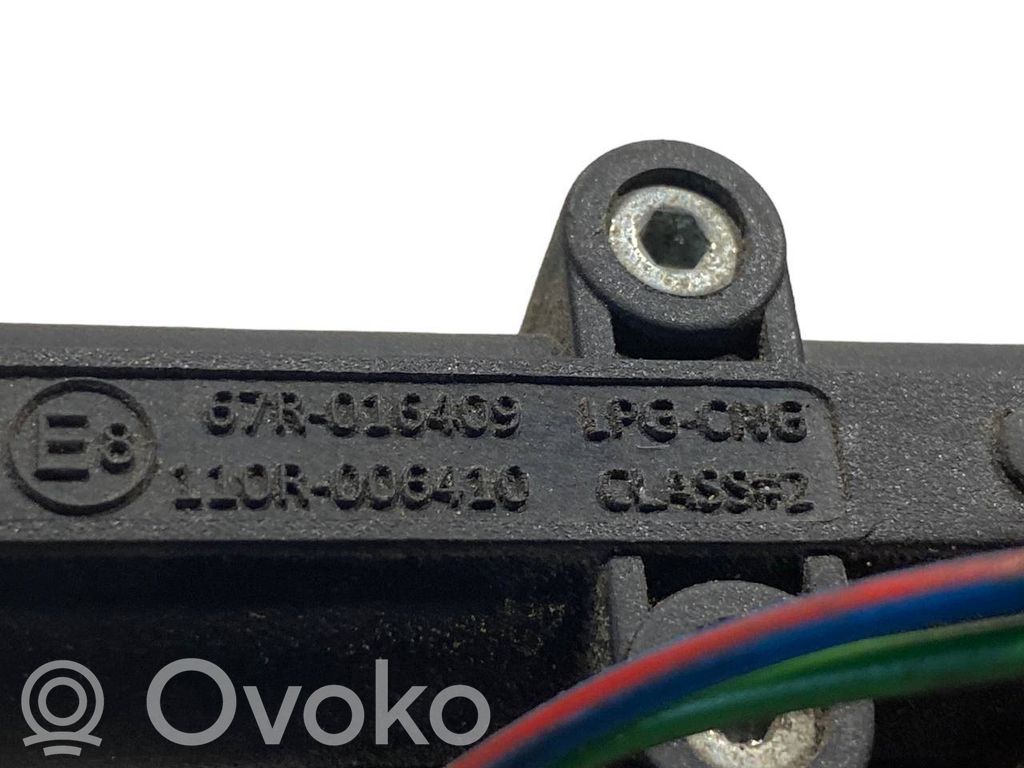 E8 67R-016409 LPG-CNG
110R-006410 CLASS#2
Ovoko